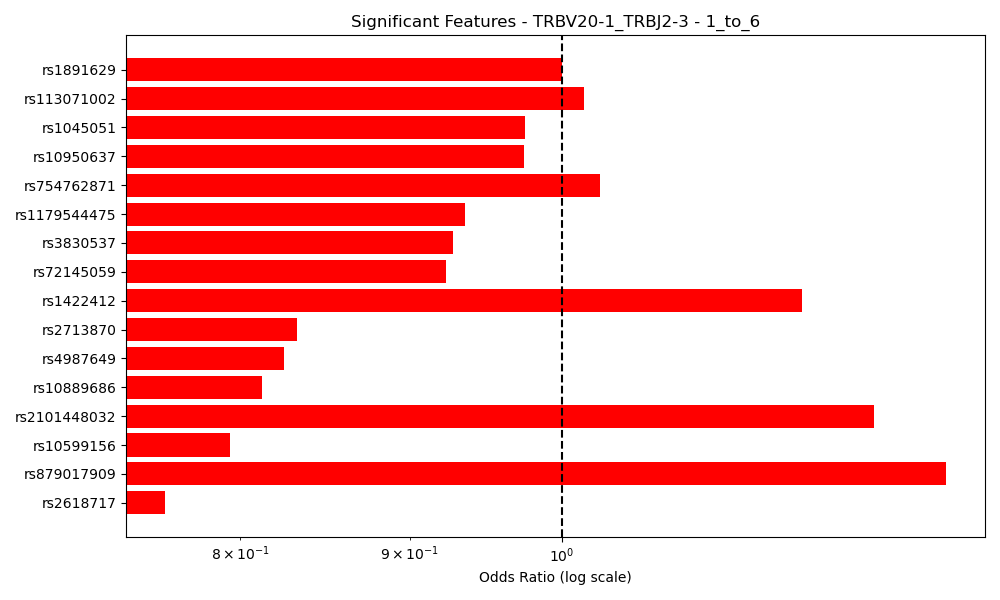 Significant Features - TRBV20-1_TRBJ2-3 - 1_to_6
rs1891629
rs113071002
rs1045051
rs10950637
rs754762871
rs1179544475
rs3830537
rs72145059
rs1422412
rs2713870
rs4987649
rs10889686
rs2101448032
rs10599156
rs879017909
rs2618717
8 × 10⁻¹ 9 × 10⁻¹ 10⁰
Odds Ratio (log scale)